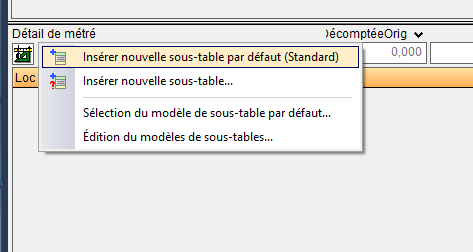 Détail de métré
DécomptéeOrig
0,000
Loc
Insérer nouvelle sous-table par défaut (Standard)
Insérer nouvelle sous-table...
Sélection du modèle de sous-table par défaut...
Édition du modèles de sous-tables...